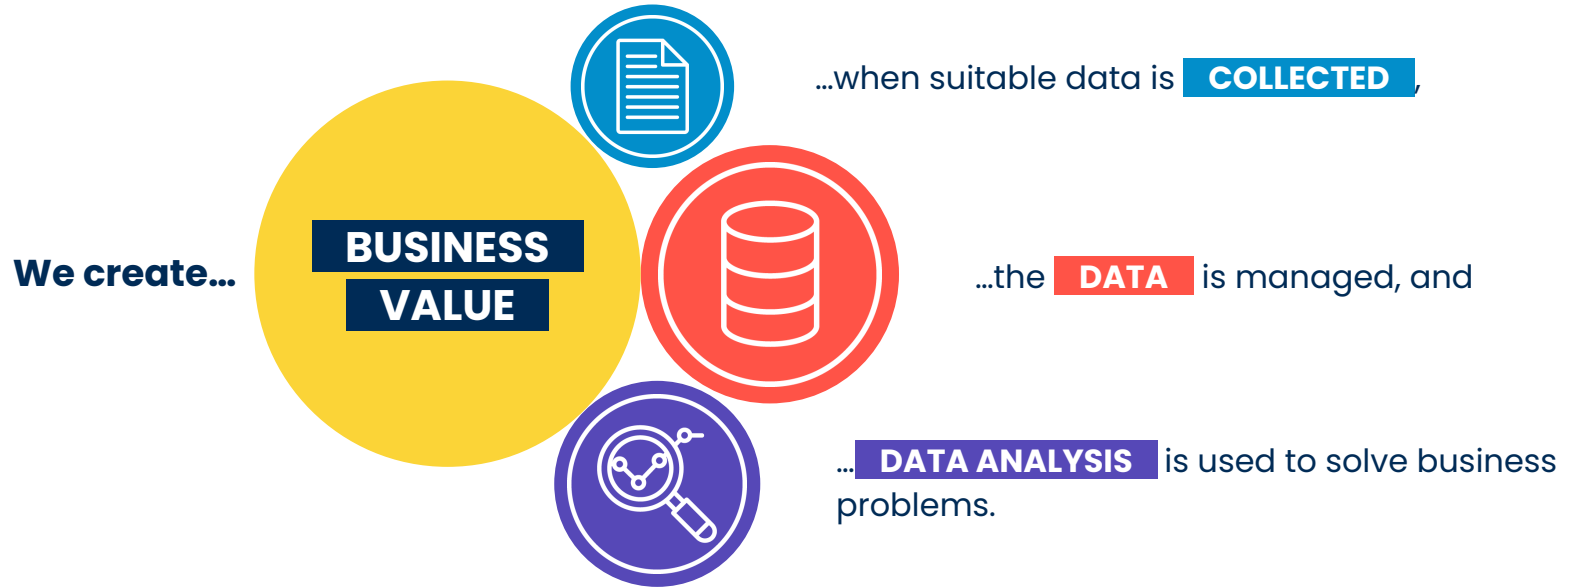 We create...
BUSINESS
VALUE
...when suitable data is COLLECTED,
...the DATA is managed, and
...DATA ANALYSIS is used to solve business
problems.